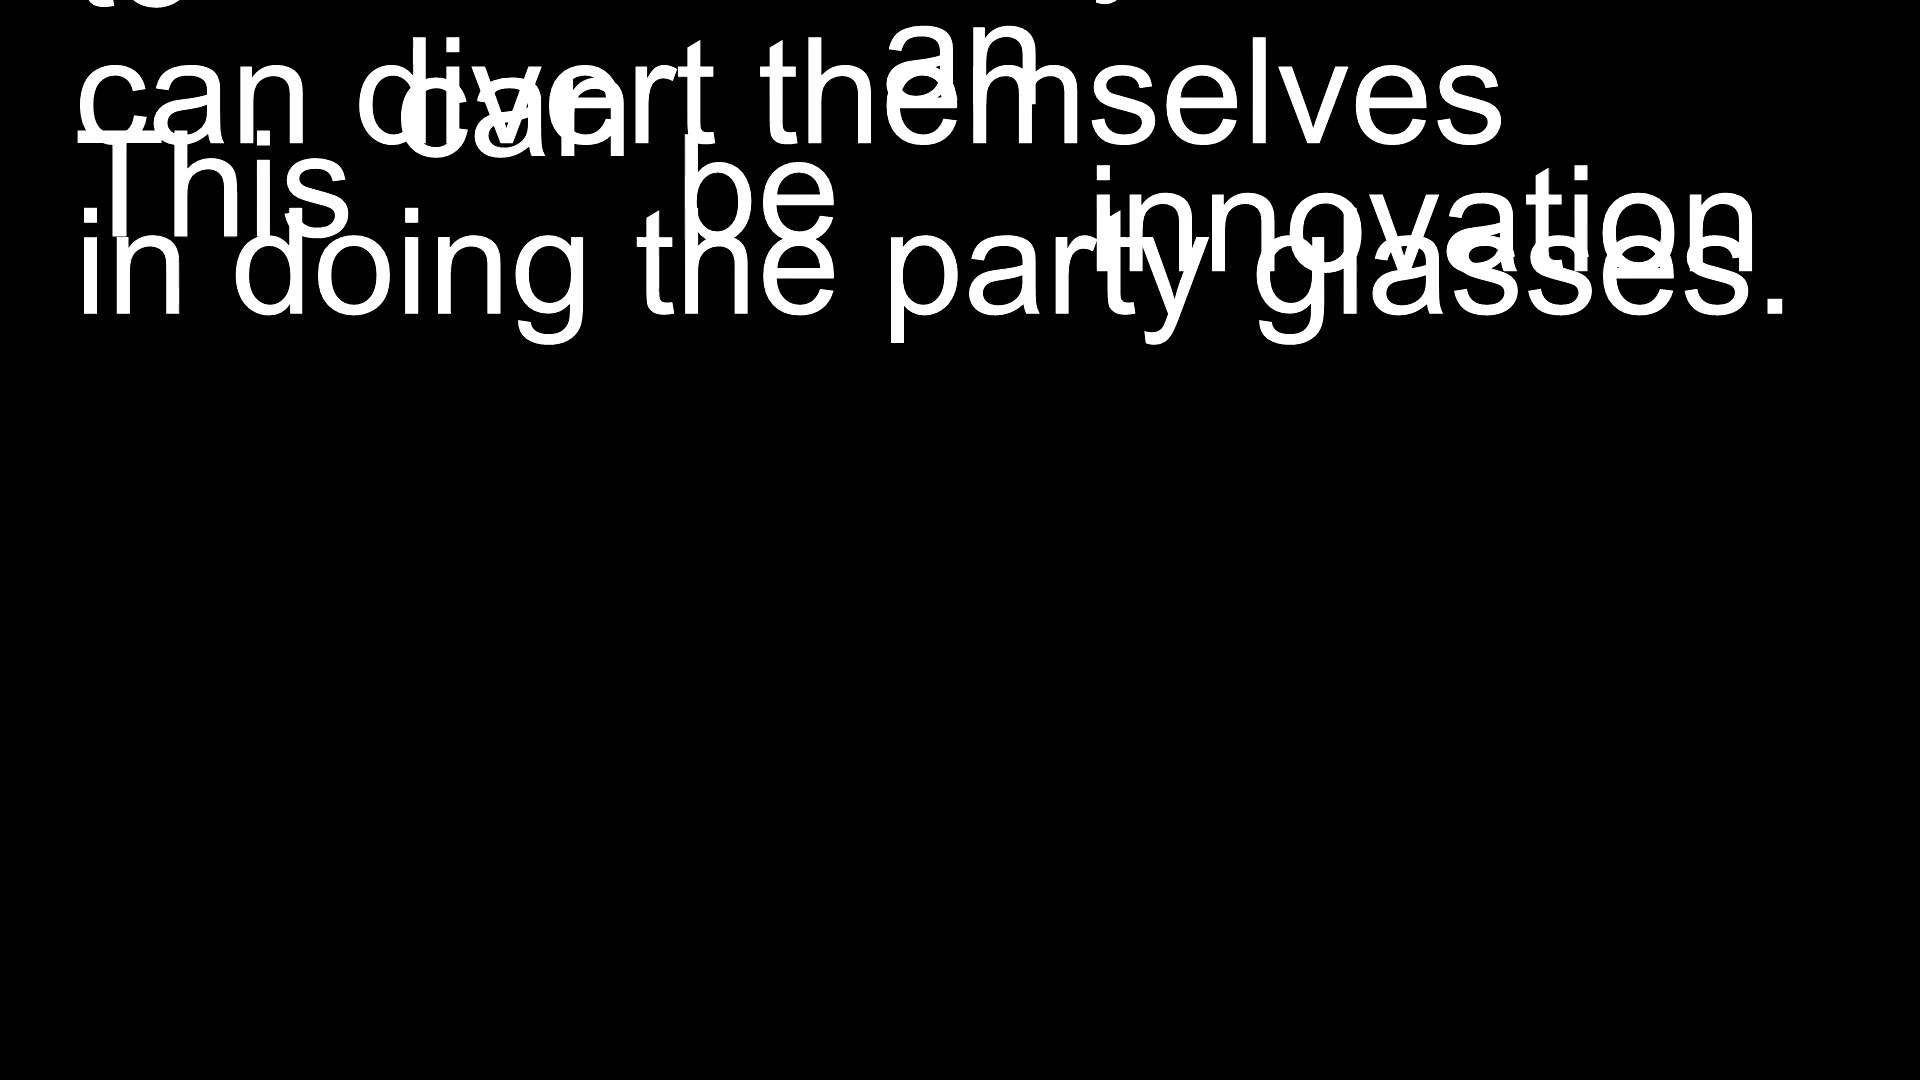 can divert themselves
in doing the party glasses.
This can be an innovation